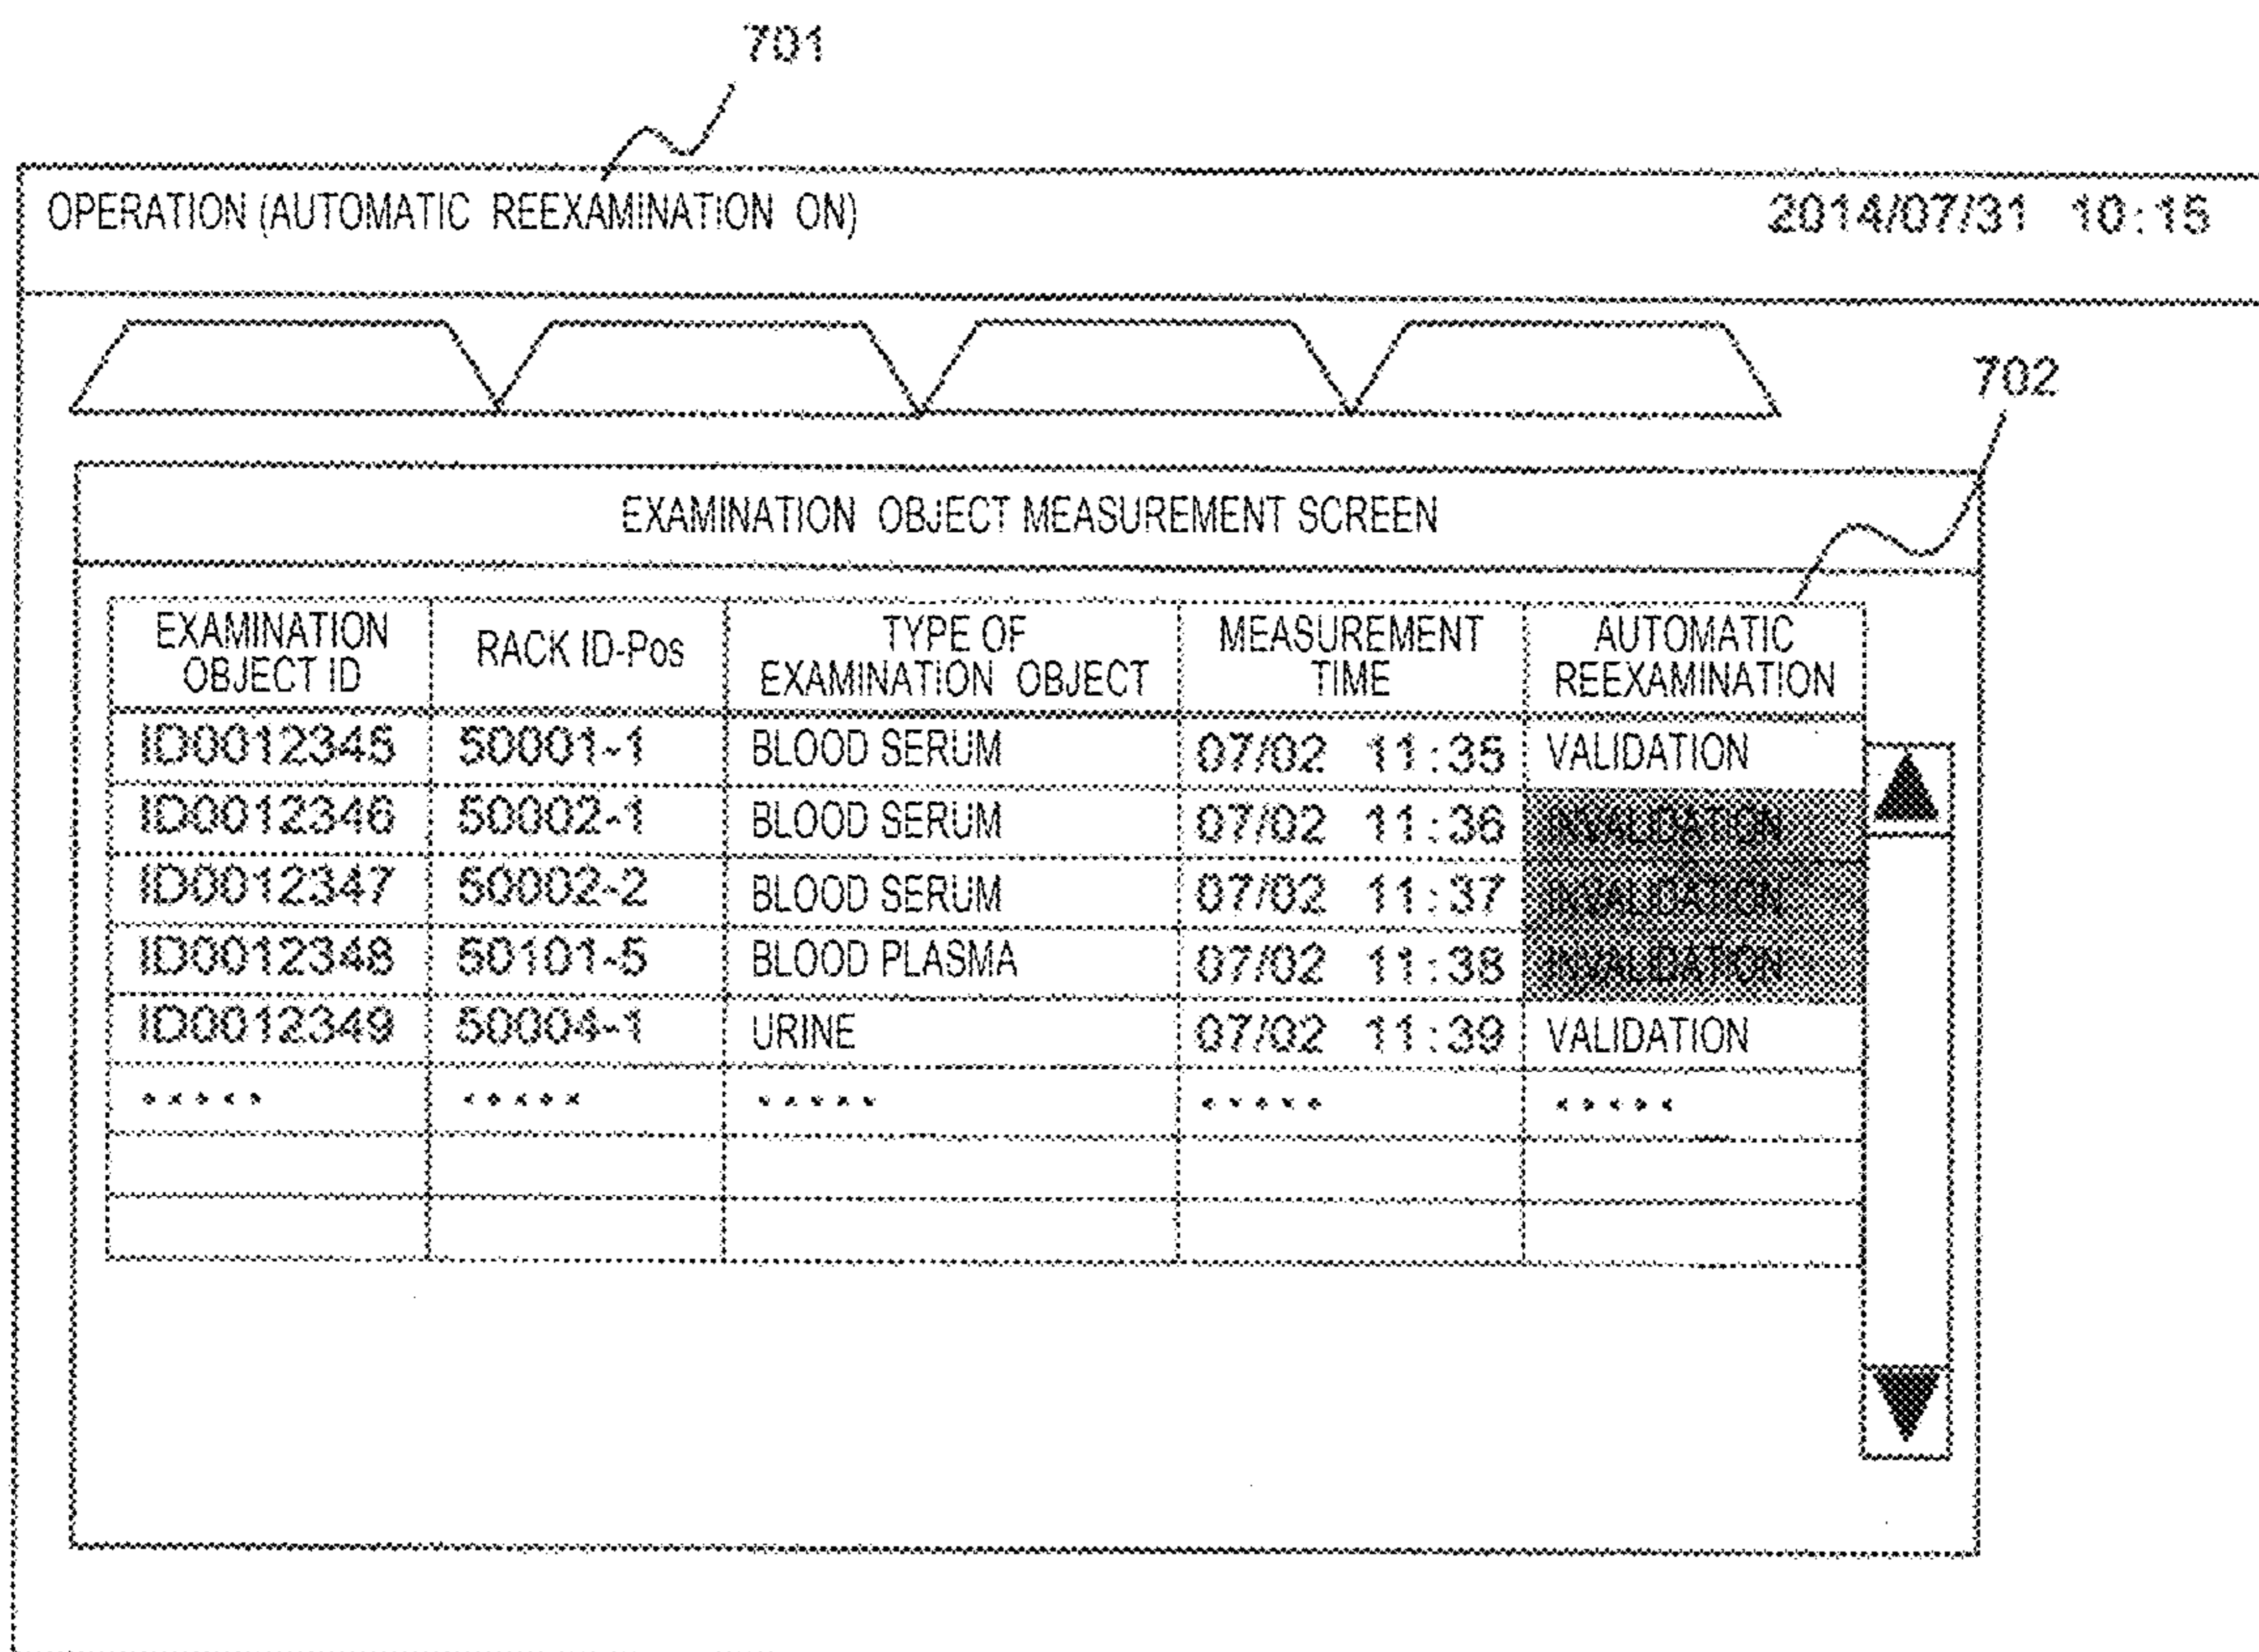 701
OPERATION (AUTOMATIC REEXAMINATION ON) 2014/07/31 10:15
702
EXAMINATION OBJECT MEASUREMENT SCREEN
EXAMINATION OBJECT ID RACK ID-Pos TYPE OF EXAMINATION OBJECT MEASUREMENT TIME AUTOMATIC REEXAMINATION
ID0012345 50001-1 BLOOD SERUM 07/02 11:35 VALIDATION
ID0012346 50002-1 BLOOD SERUM 07/02 11:36 INVALIDATION
ID0012347 50002-2 BLOOD SERUM 07/02 11:37 INVALIDATION
ID0012348 50101-5 BLOOD PLASMA 07/02 11:38 INVALIDATION
ID0012349 50004-1 URINE 07/02 11:39 VALIDATION